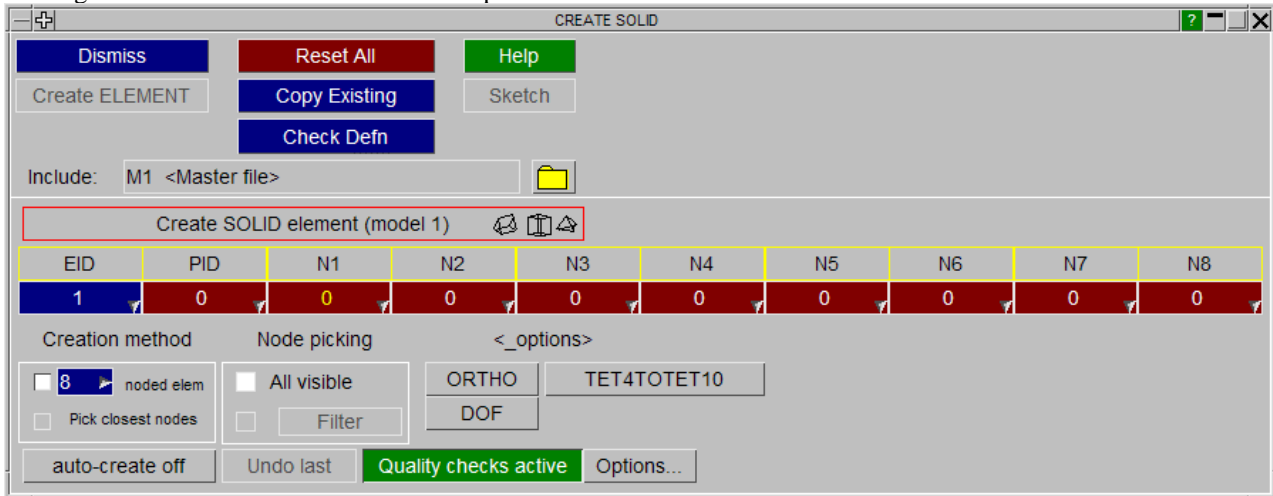 CREATE SOLID ?
Dismiss Reset All Help
Create ELEMENT Copy Existing Sketch
Check Defn
Include: M1 <Master file>
Create SOLID element (model 1)
EID PID N1 N2 N3 N4 N5 N6 N7 N8
1 0 0 0 0 0 0 0 0 0
Creation method Node picking <_options>
8 noded elem All visible ORTHO TET4TOTET10
Pick closest nodes Filter DOF
auto-create off Undo last Quality checks active Options...